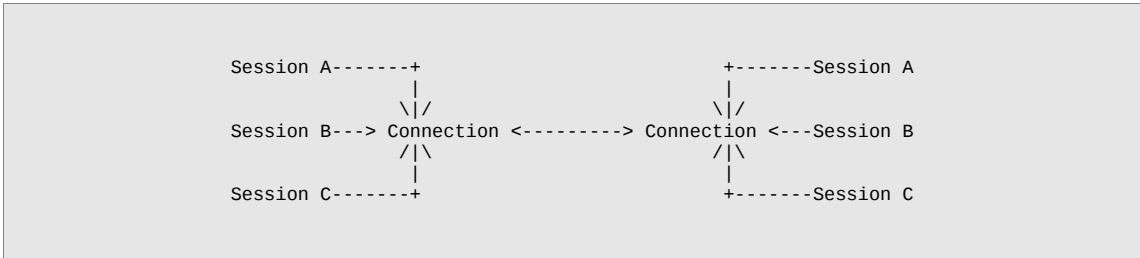 Session A-------+                              +-------Session A
                |                              |
               \|/                            \|/
Session B---> Connection <---------> Connection <---Session B
               /|\                            /|\
                |                              |
Session C-------+                              +-------Session C